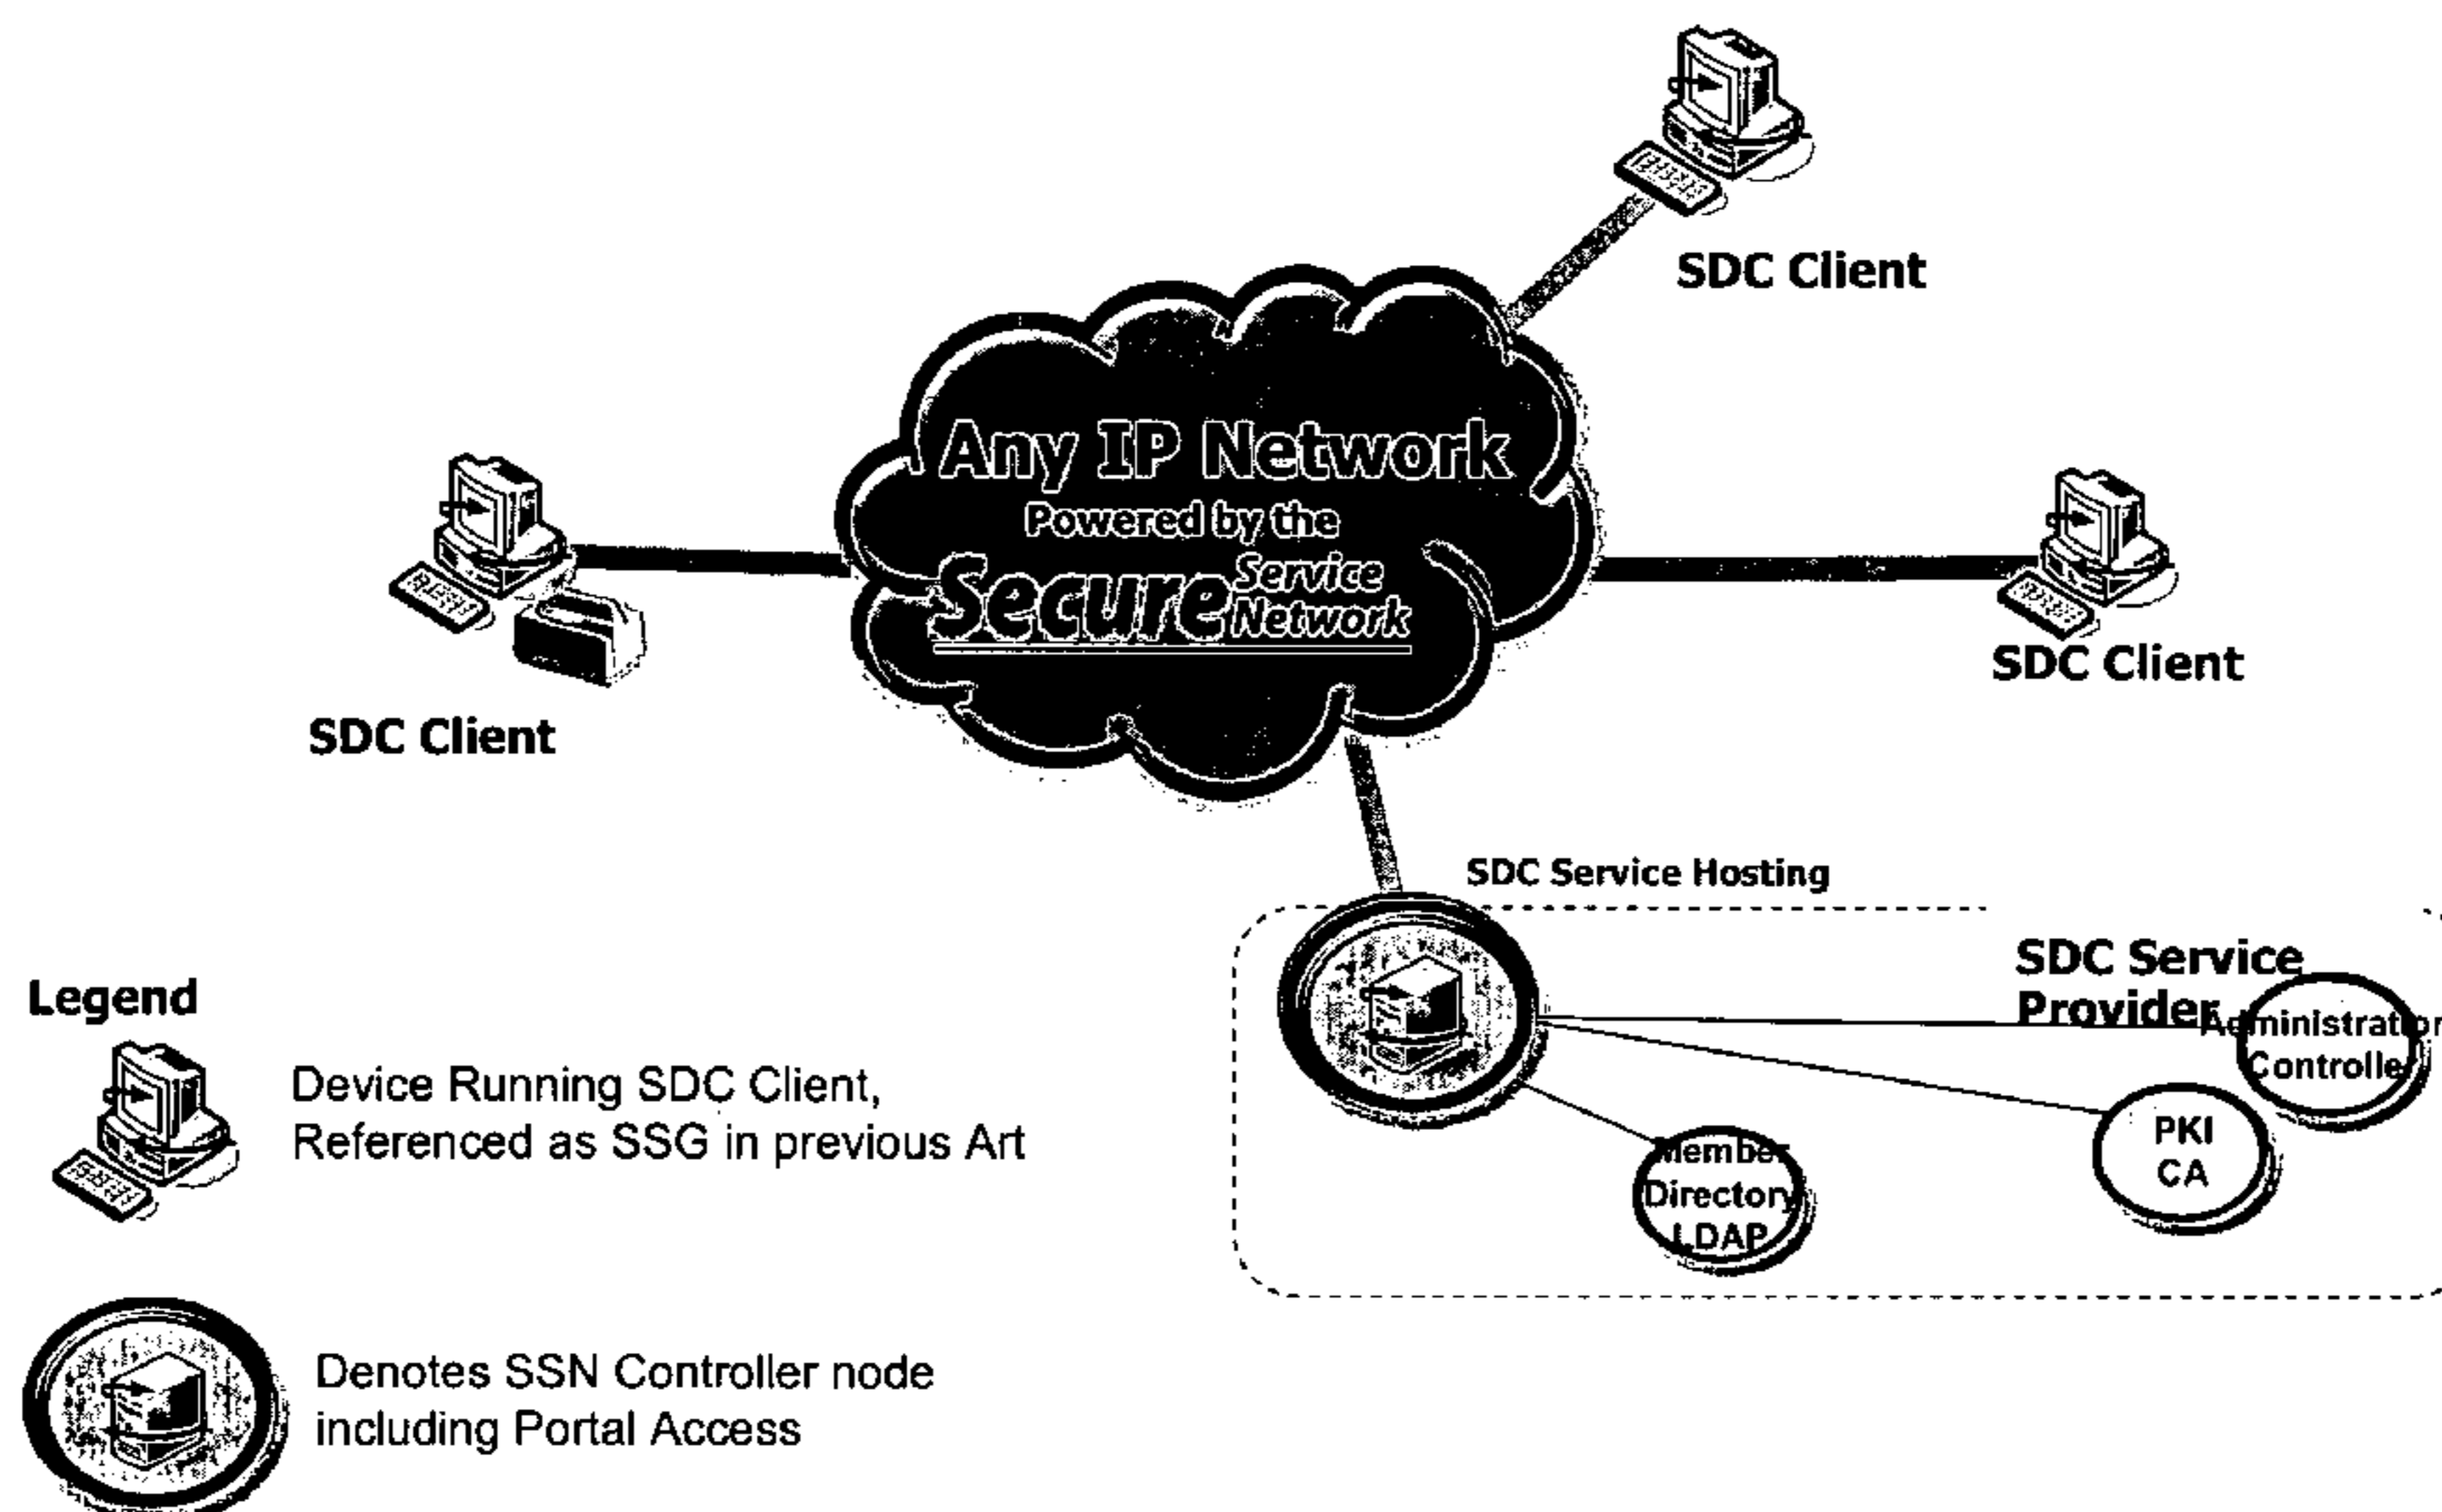 SDC Client
Any IP Network
Powered by the
Secure Service
Network
SDC Client
SDC Client
SDC Service Hosting
SDC Service
Provider
Administration
Controller
PKI
CA
Member
Directory
LDAP
Legend
Device Running SDC Client,
Referenced as SSG in previous Art
Denotes SSN Controller node
including Portal Access